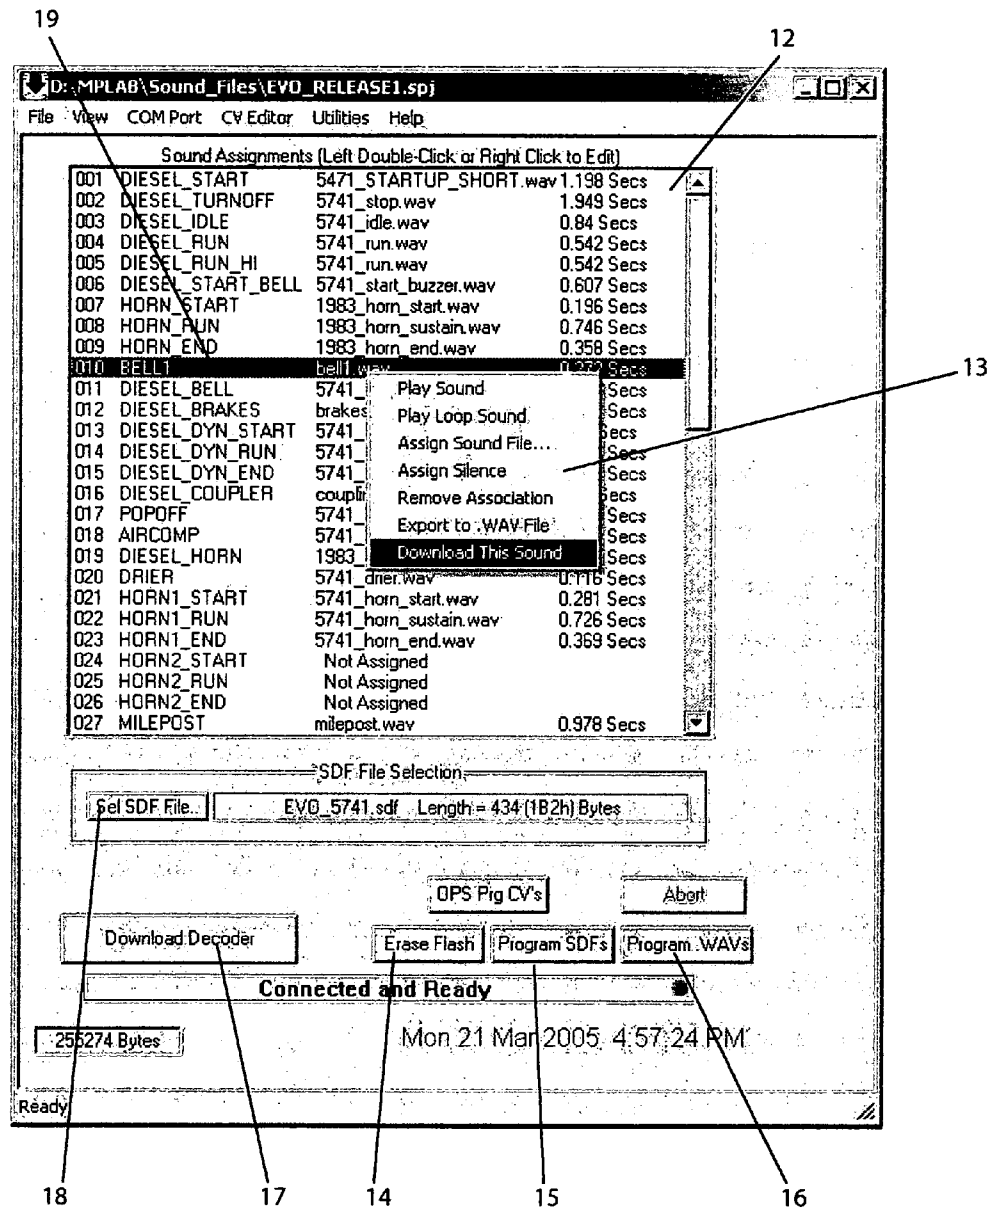 19
12
D:\MPLAB\Sound_Files\EVO_RELEASE1.spj
File View COM Port CV Editor Utilities Help
Sound Assignments (Left Double-Click or Right Click to Edit)
001 DIESEL_START 5471_STARTUP_SHORT.wav 1.198 Secs
002 DIESEL_TURNOFF 5741_stop.wav 1.949 Secs
003 DIESEL_IDLE 5741_idle.wav 0.84 Secs
004 DIESEL_RUN 5741_run.wav 0.542 Secs
005 DIESEL_RUN_HI 5741_run.wav 0.542 Secs
006 DIESEL_START_BELL 5741_start_buzzer.wav 0.607 Secs
007 HORN_START 1983_horn_start.wav 0.196 Secs
008 HORN_RUN 1983_horn_sustain.wav 0.746 Secs
009 HORN_END 1983_horn_end.wav 0.358 Secs
010 BELL1 bell1.wav 0.272 Secs
011 DIESEL_BELL 5741_ Secs
012 DIESEL_BRAKES brakes Secs
013 DIESEL_DYN_START 5741_ Secs
014 DIESEL_DYN_RUN 5741_ Secs
015 DIESEL_DYN_END 5741_ Secs
016 DIESEL_COUPLER couplin Secs
017 POPOFF 5741_ Secs
018 AIRCOMP 5741_ Secs
019 DIESEL_HORN 1983_ Secs
020 DRIER 5741_drier.wav 0.116 Secs
021 HORN1_START 5741_horn_start.wav 0.281 Secs
022 HORN1_RUN 5741_horn_sustain.wav 0.726 Secs
023 HORN1_END 5741_horn_end.wav 0.369 Secs
024 HORN2_START Not Assigned
025 HORN2_RUN Not Assigned
026 HORN2_END Not Assigned
027 MILEPOST milepost.wav 0.978 Secs
Play Sound
Play Loop Sound
Assign Sound File...
Assign Silence
Remove Association
Export to .WAV File
Download This Sound
13
SDF File Selection
Sel SDF File.. EVO_5741.sdf Length = 434 (1B2h) Bytes
OPS Prg CV's Abort
Download Decoder Erase Flash Program SDFs Program .WAVs
Connected and Ready
255274 Bytes Mon 21 Mar 2005 4:57:24 PM
Ready
18 17 14 15 16